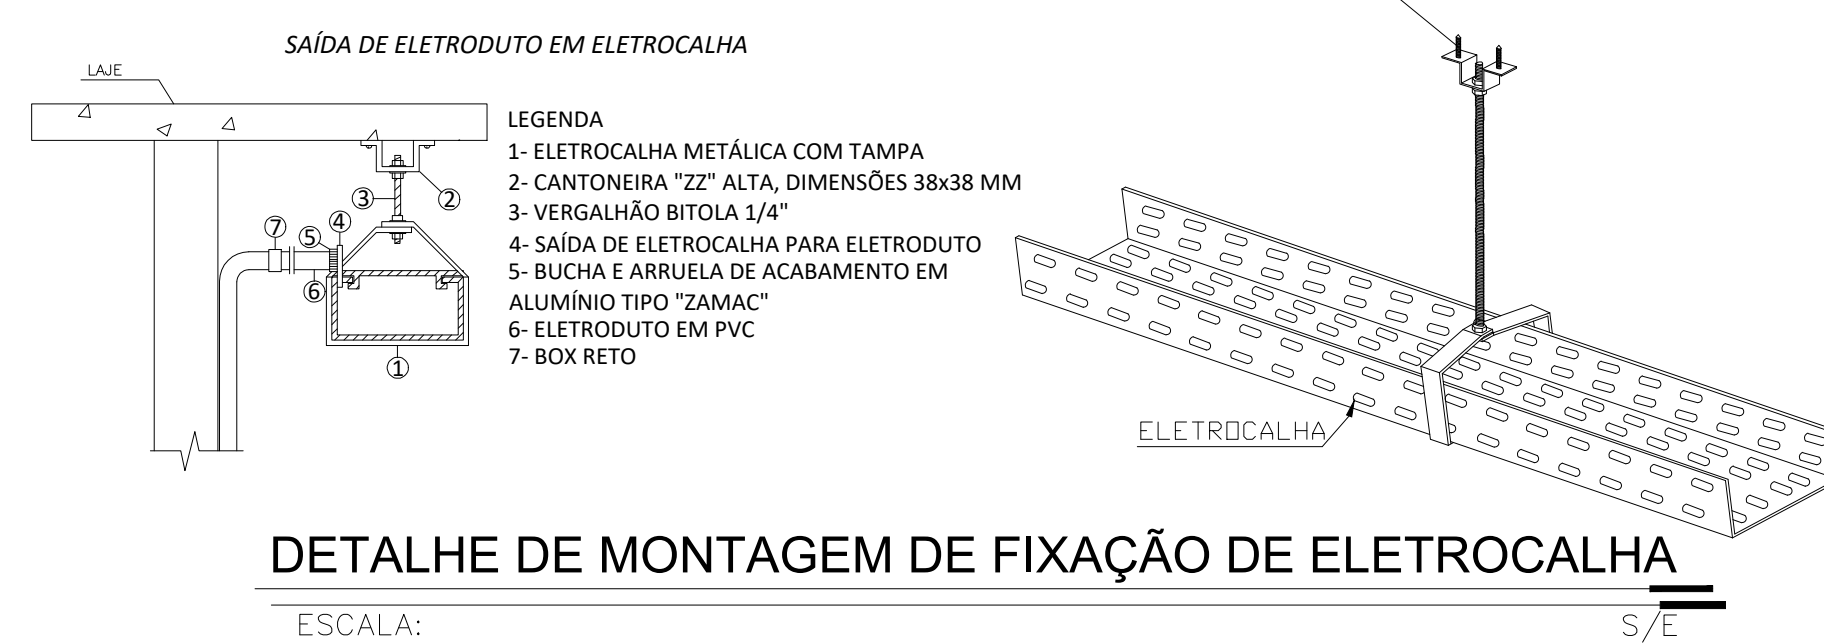 SAÍDA DE ELETRODUTO EM ELETROCALHA
LAJE
LEGENDA
1- ELETROCALHA METÁLICA COM TAMPA
2- CANTONEIRA "ZZ" ALTA, DIMENSÕES 38x38 MM
3- VERGALHÃO BITOLA 1/4"
4- SAÍDA DE ELETROCALHA PARA ELETRODUTO
5- BUCHA E ARRUELA DE ACABAMENTO EM
ALUMÍNIO TIPO "ZAMAC"
6- ELETRODUTO EM PVC
7- BOX RETO
3
2
7
5
4
6
1
ELETROCALHA
DETALHE DE MONTAGEM DE FIXAÇÃO DE ELETROCALHA
ESCALA: S/E